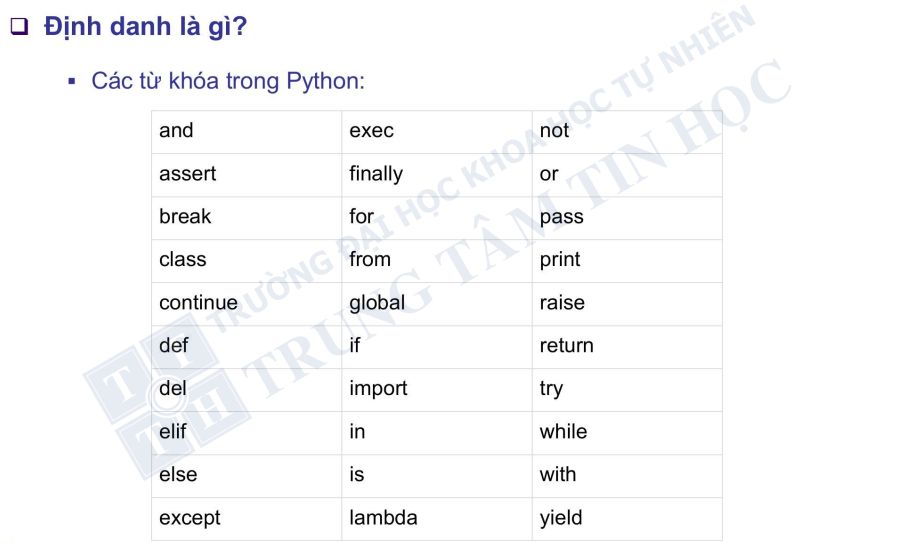 Định danh là gì?
Các từ khóa trong Python:
and exec not
assert finally or
break for pass
class from print
continue global raise
def if return
del import try
elif in while
else is with
except lambda yield
TRƯỜNG ĐẠI HỌC KHOA HỌC TỰ NHIÊN
TRUNG TÂM TIN HỌC
T T
T H